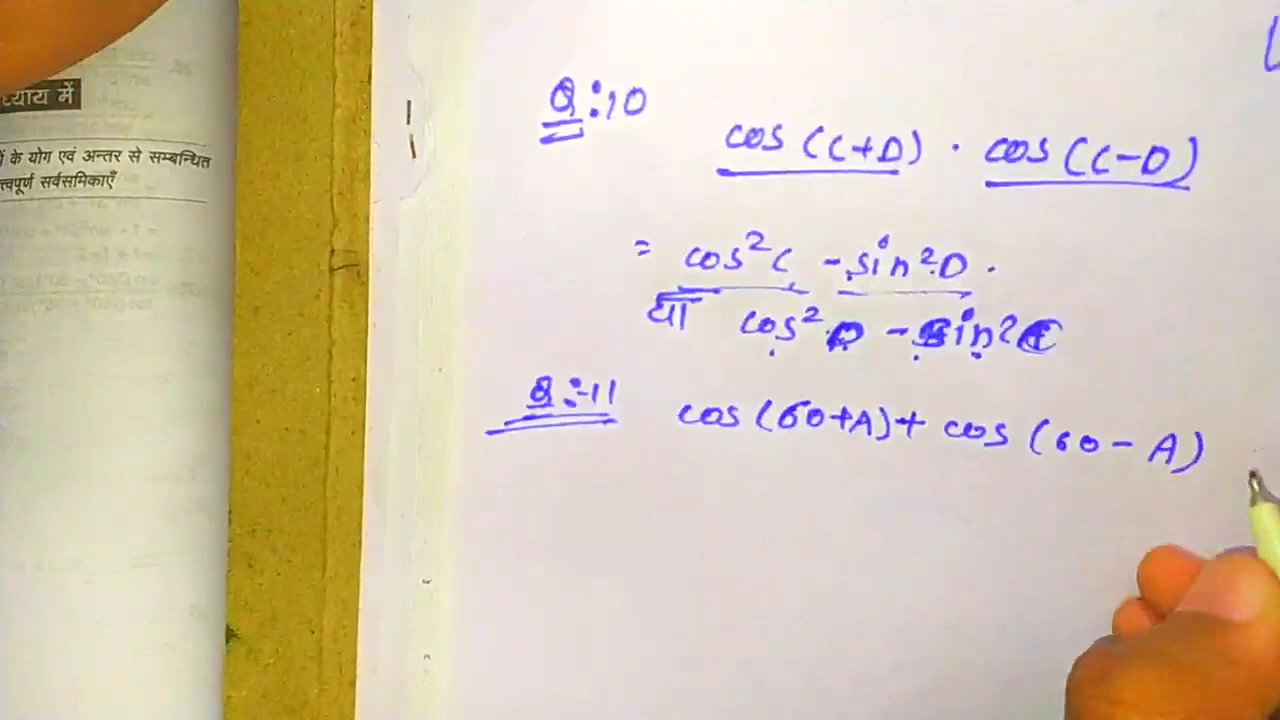 ध्याय में
के योग एवं अन्तर से सम्बन्धित
त्त्वपूर्ण सर्वसमिकाएँ
Q:10
cos(C+D) · cos(C-D)
= cos²C - sin²D.
या cos²D - sin²C
Q:-11 cos(60+A)+ cos(60-A)